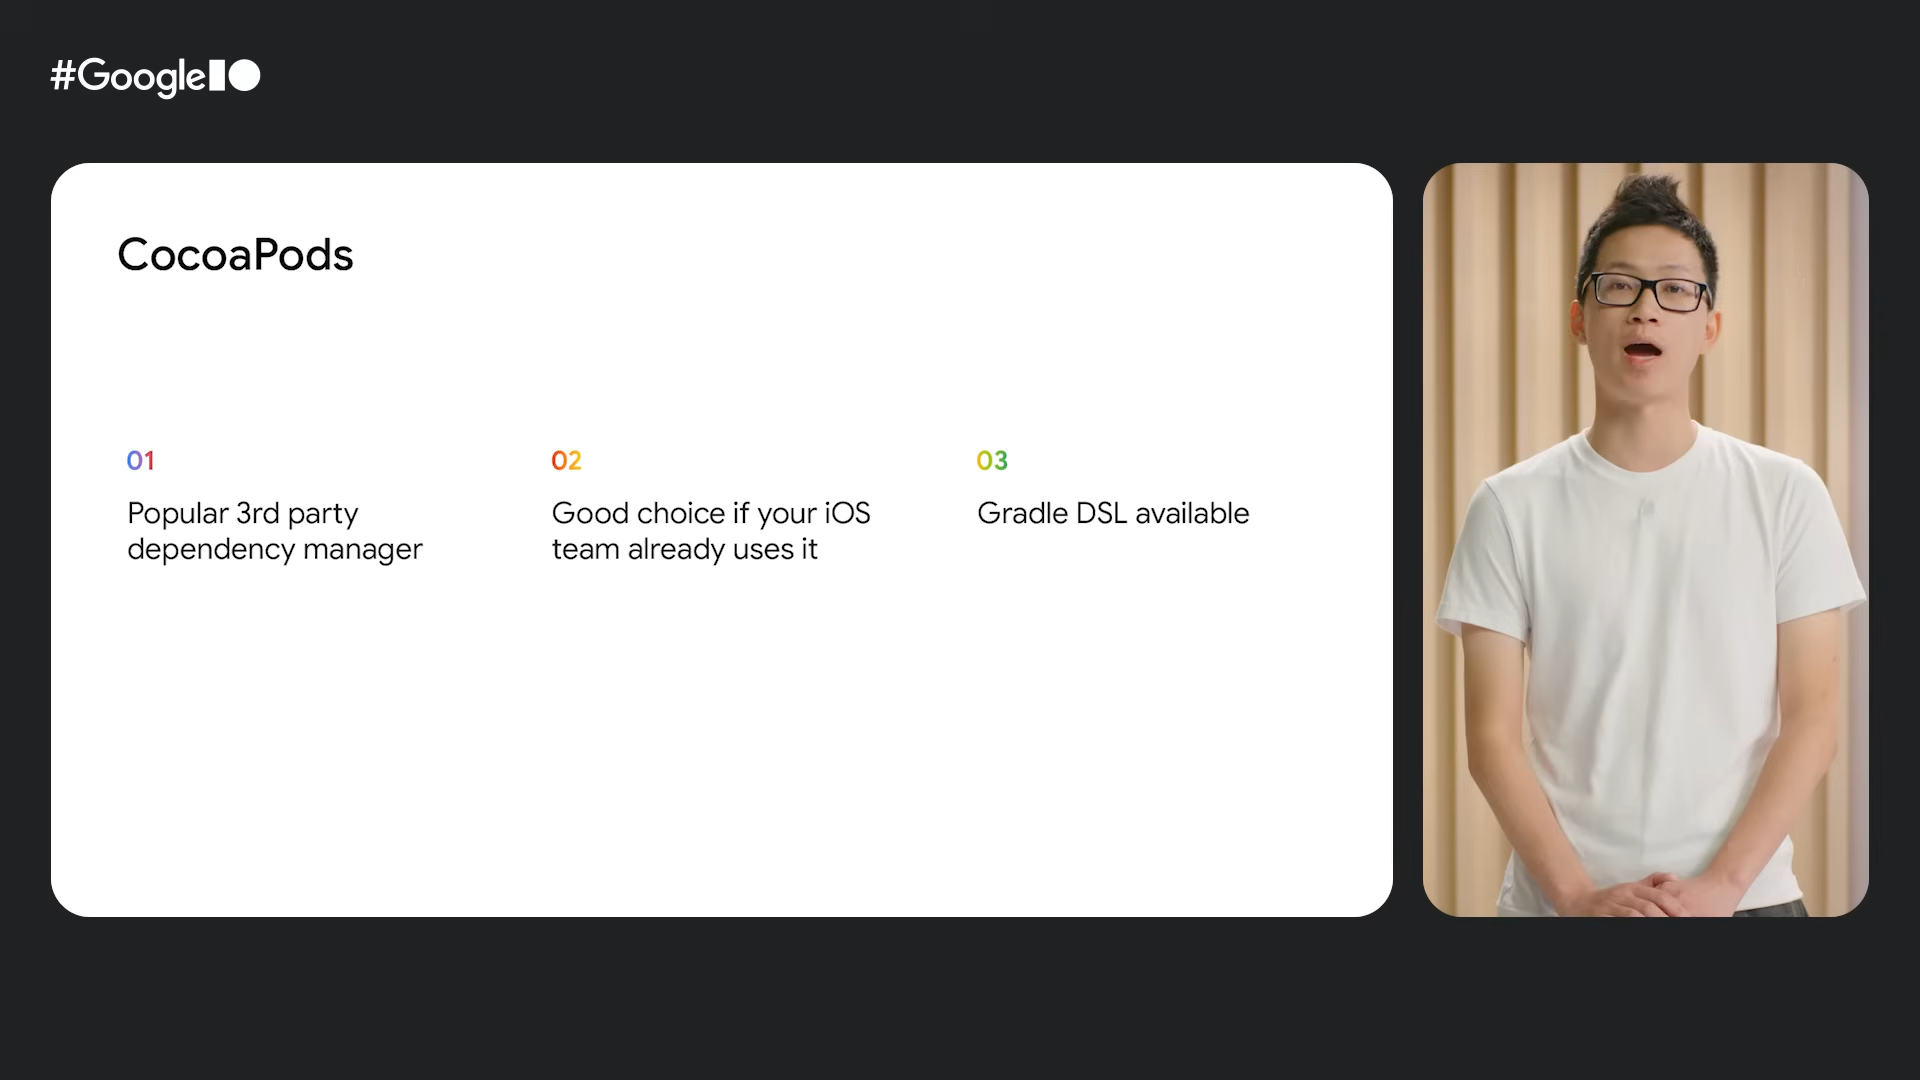 #GoogleIO
CocoaPods
01
Popular 3rd party
dependency manager
02
Good choice if your iOS
team already uses it
03
Gradle DSL available